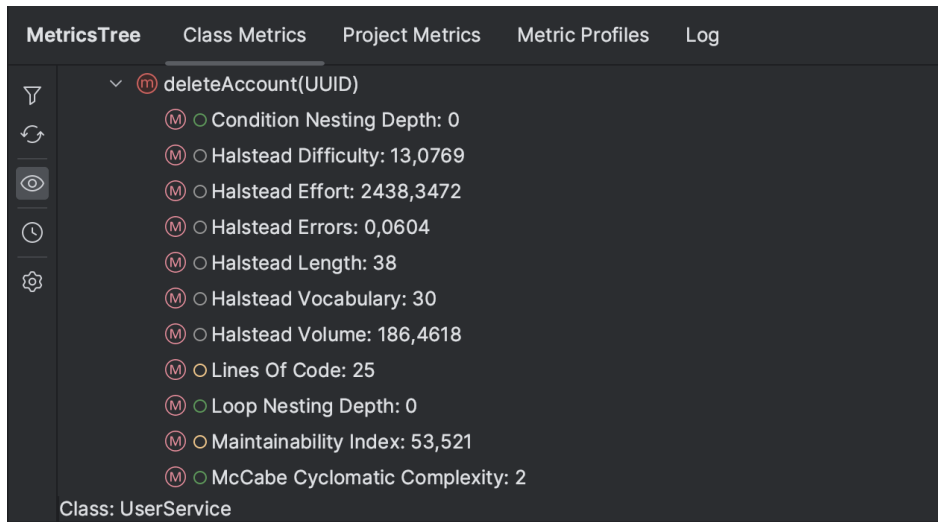 MetricsTree Class Metrics Project Metrics Metric Profiles Log
m deleteAccount(UUID)
M Condition Nesting Depth: 0
M Halstead Difficulty: 13,0769
M Halstead Effort: 2438,3472
M Halstead Errors: 0,0604
M Halstead Length: 38
M Halstead Vocabulary: 30
M Halstead Volume: 186,4618
M Lines Of Code: 25
M Loop Nesting Depth: 0
M Maintainability Index: 53,521
M McCabe Cyclomatic Complexity: 2
Class: UserService